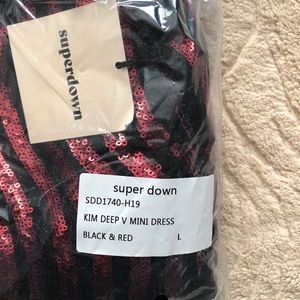 superdown
super down
SDD1740-H19
KIM DEEP V MINI DRESS
BLACK & RED L